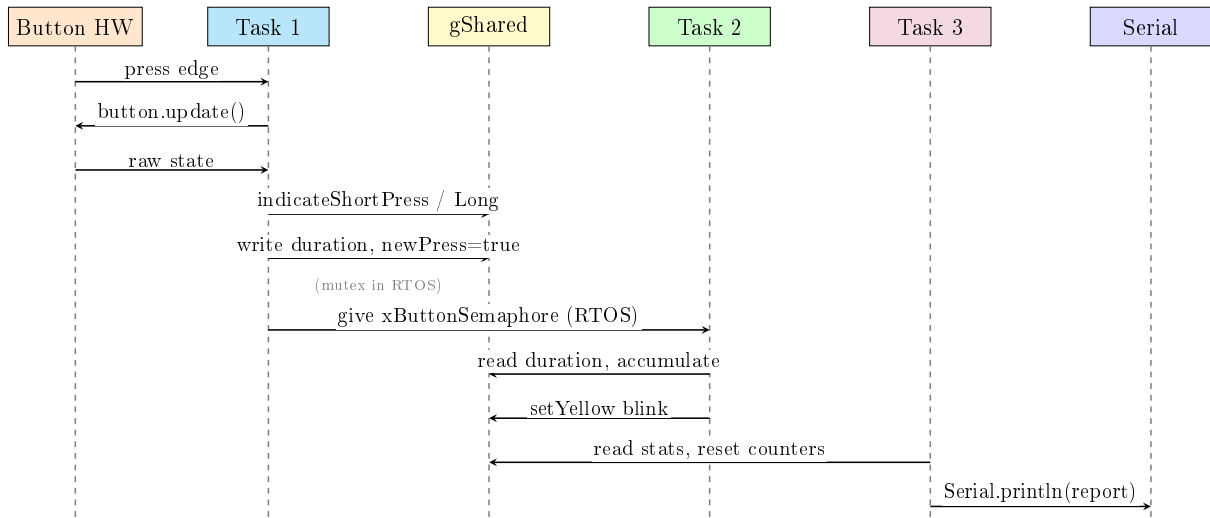 Button HW
Task 1
gShared
Task 2
Task 3
Serial
press edge
button.update()
raw state
indicateShortPress / Long
write duration, newPress=true
(mutex in RTOS)
give xButtonSemaphore (RTOS)
read duration, accumulate
setYellow blink
read stats, reset counters
Serial.println(report)